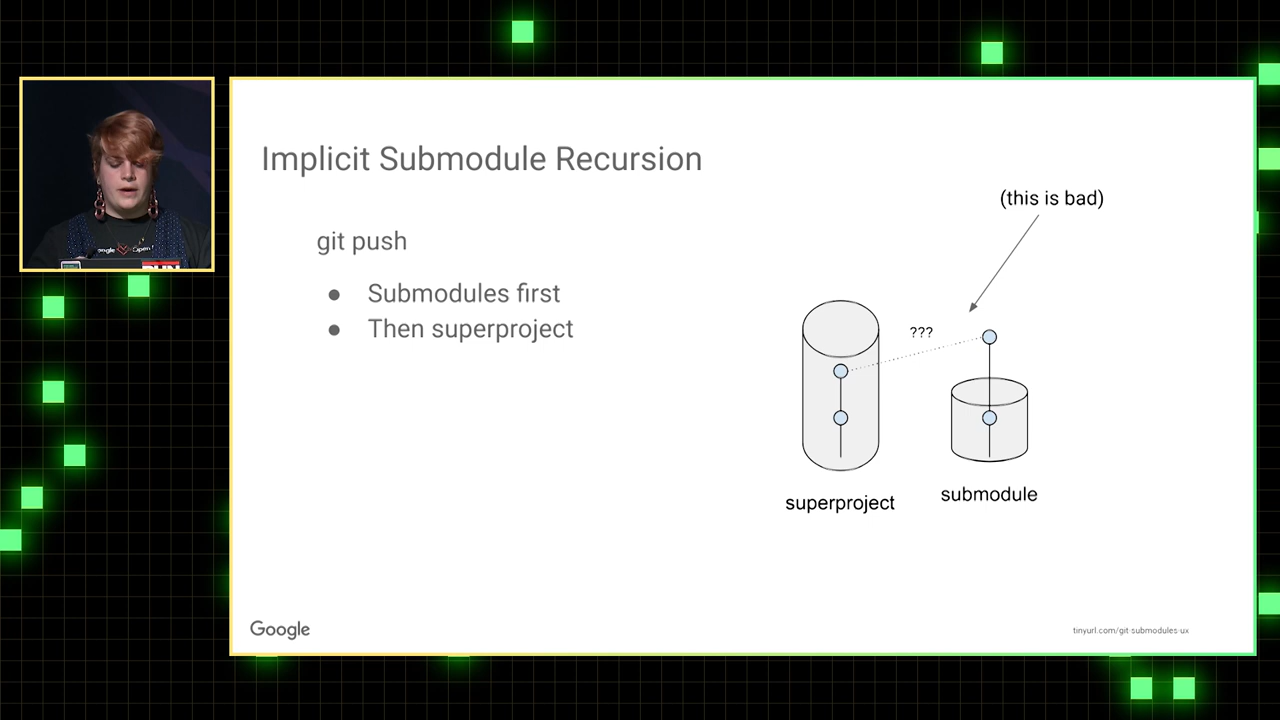 Implicit Submodule Recursion
(this is bad)
git push
● Submodules first
● Then superproject
???
superproject
submodule
Google
tinyurl.com/git-submodules-ux